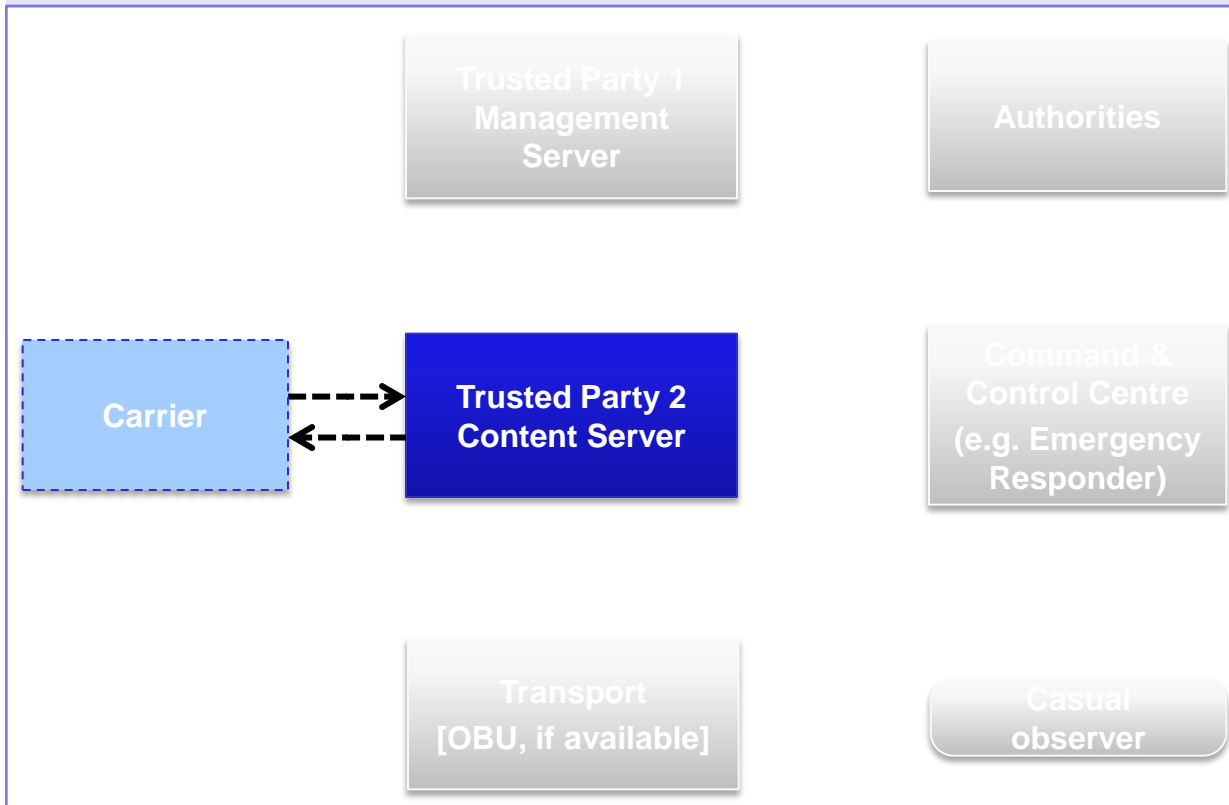 Trusted Party 1
Management
Server
Authorities
Carrier
Trusted Party 2
Content Server
Command &
Control Centre
(e.g. Emergency
Responder)
Transport
[OBU, if available]
Casual
observer